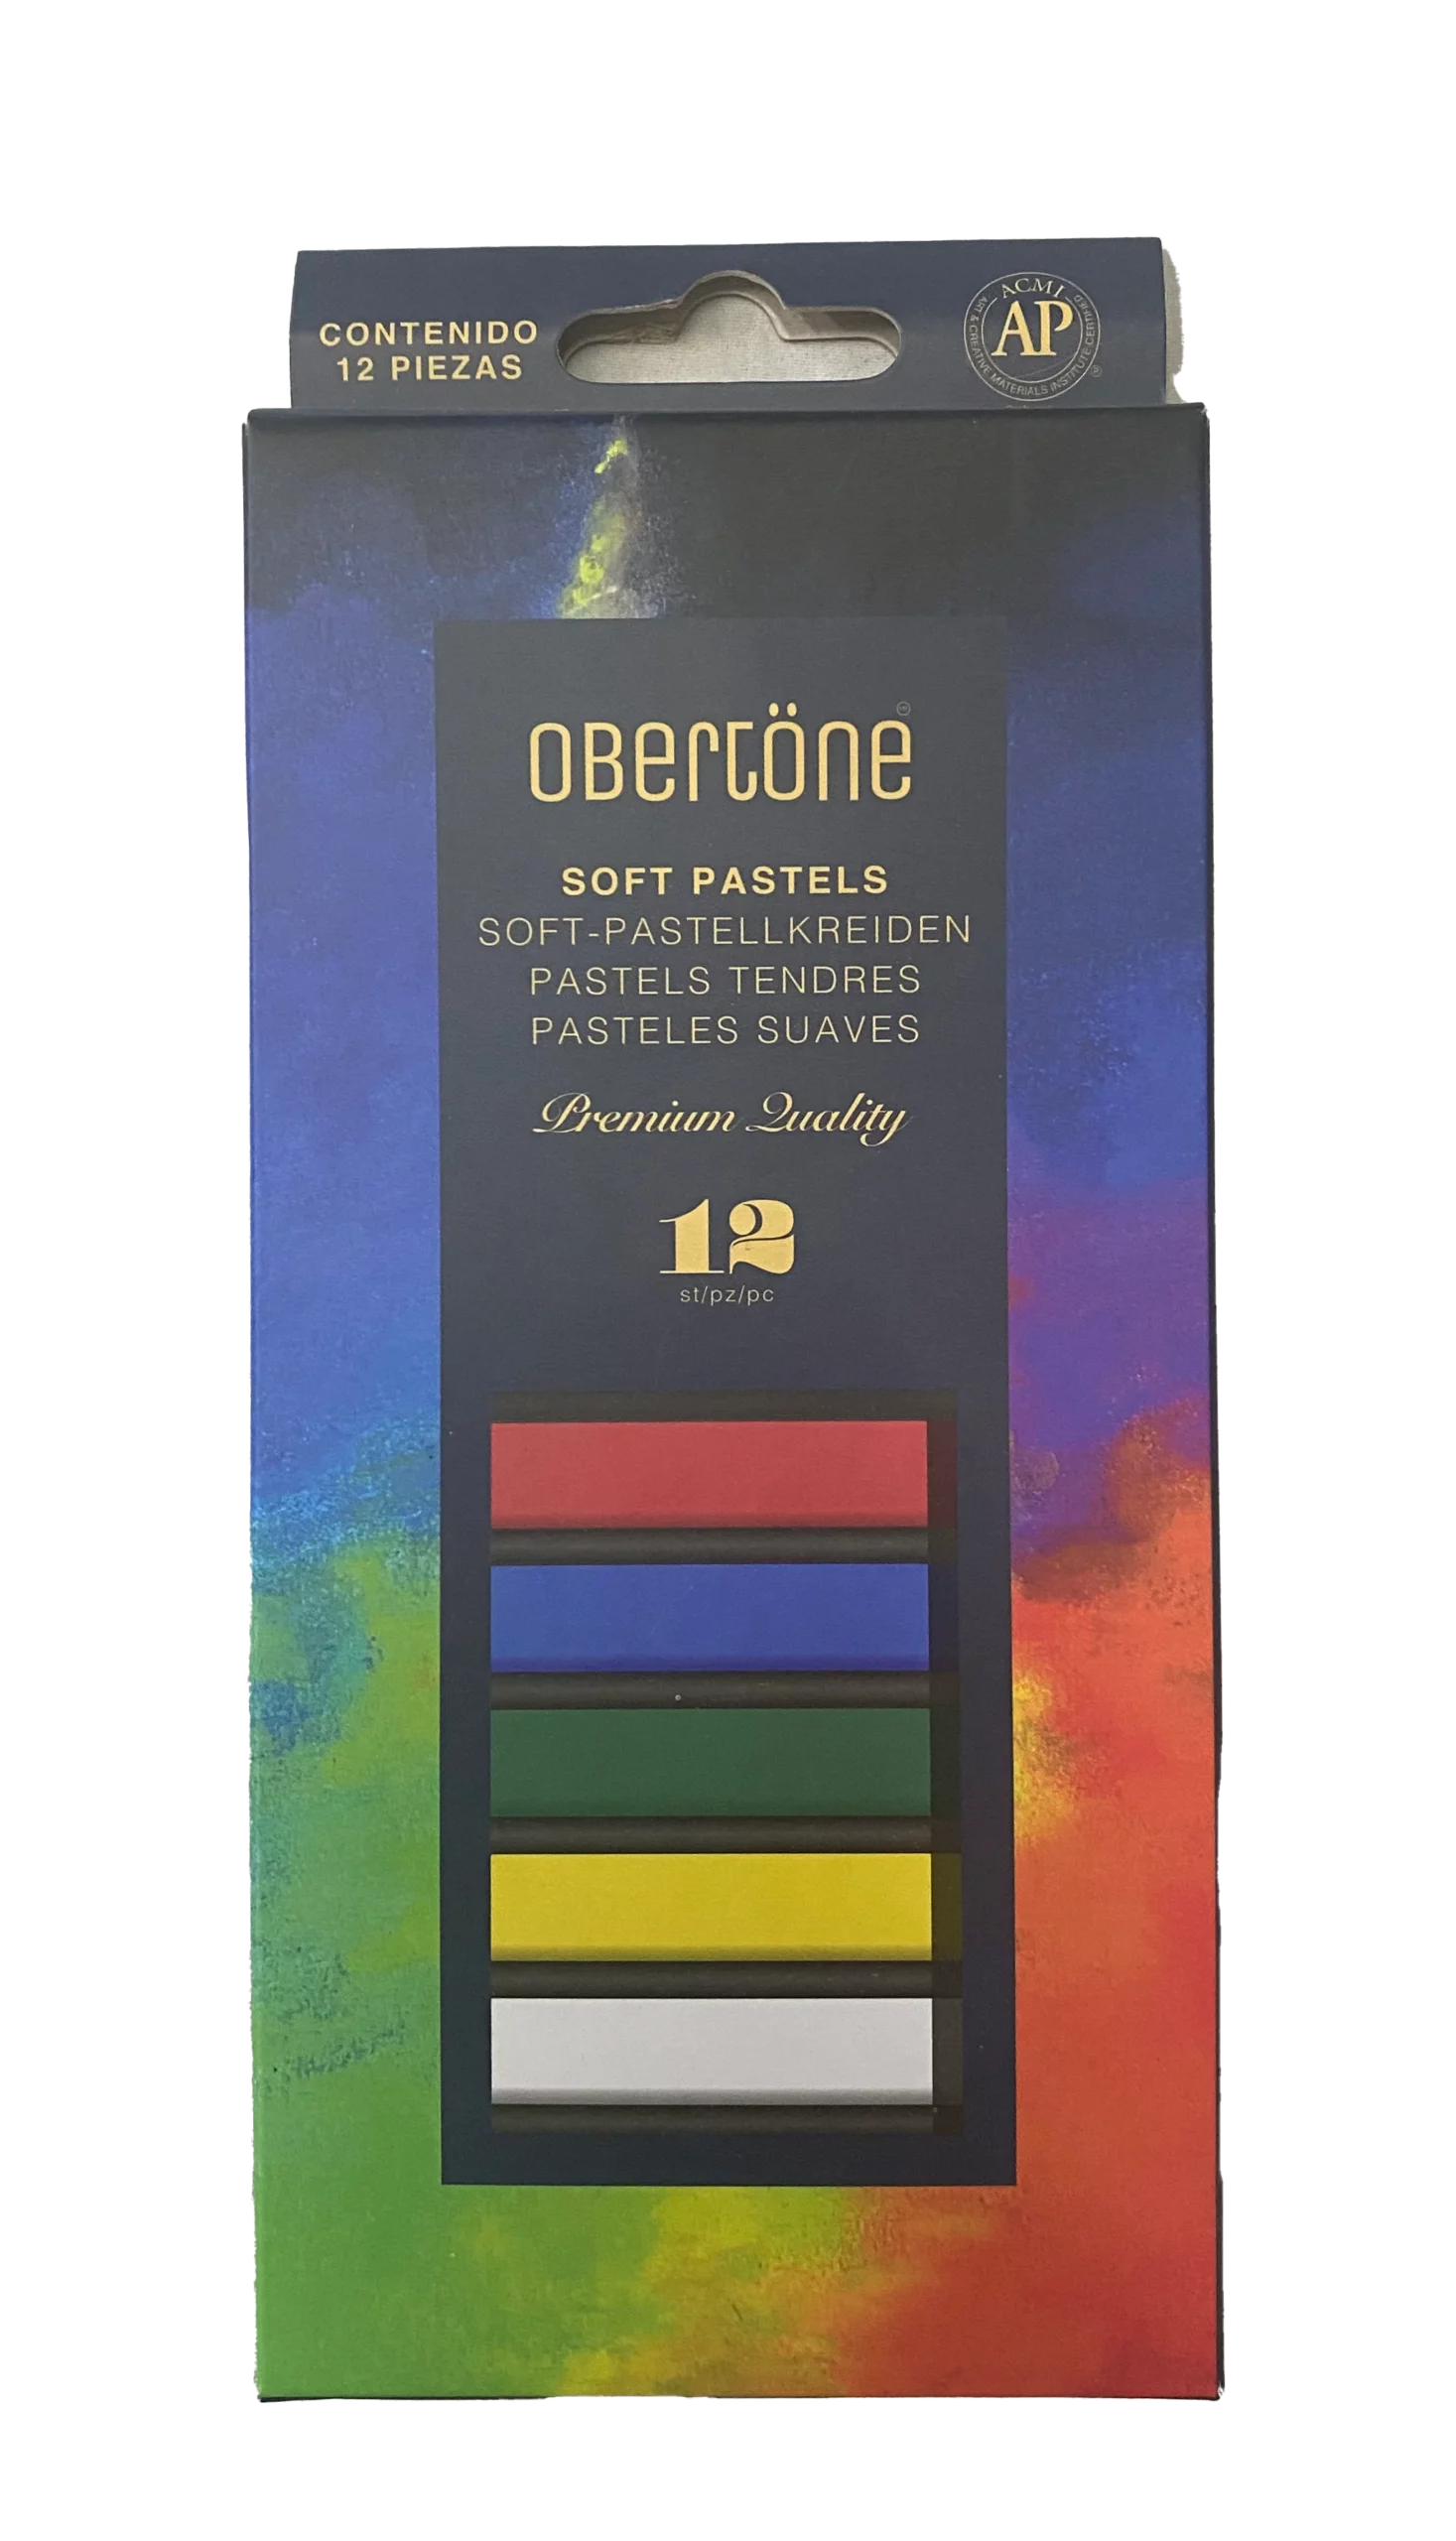 CONTENIDO
12 PIEZAS
ACMI
AP
ART & CREATIVE MATERIALS INSTITUTE CERTIFIED
®
OBertöne
SOFT PASTELS
SOFT-PASTELLKREIDEN
PASTELS TENDRES
PASTELES SUAVES
Premium Quality
12
st/pz/pc